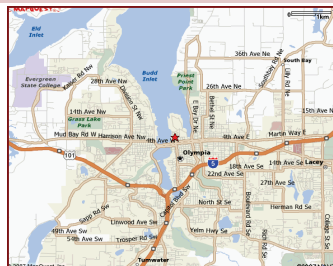 MAPQUEST
1km
Eld
Inlet
36th Ave Ne
South Bay
Budd
Inlet
Kaiser Rd Nw
28th Ave Nw
Priest
Point
Park
26th Ave Ne
Evergreen
State College
14th Ave Nw
Grass Lake
Park
E Bay Dr Ne
Bethel St Ne
15th Ave N
Mud Bay Rd W
Harrison Ave Nw
4th Ave W
4th Ave E
Martin Way E
Olympia
101
5
14th Ave Se
Lacey
18th Ave Se
22nd Ave Se
27th Ave Se
North St Se
Herman Rd Se
Sapp Rd Sw
Linwood Ave Sw
49th Ave Sw
54th Ave Sw
Trosper Rd Sw
Yelm Hwy Se
Boulevard Rd Se
College St Se
Tumwater